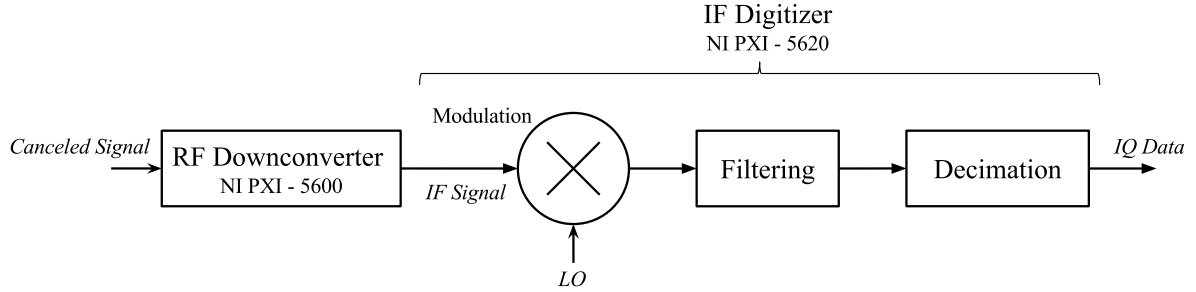 IF Digitizer
NI PXI - 5620
Modulation
Canceled Signal
RF Downconverter
NI PXI - 5600
IF Signal
Filtering
Decimation
IQ Data
LO